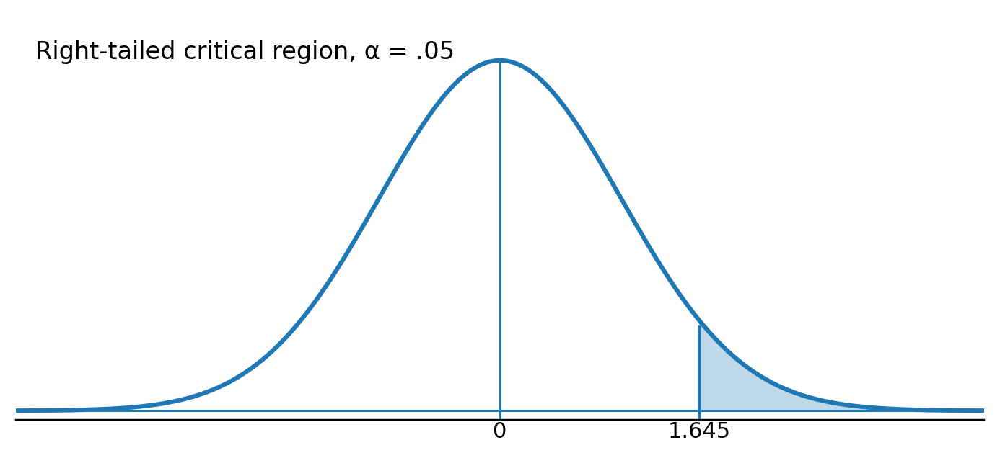 Right-tailed critical region, α = .05
0
1.645